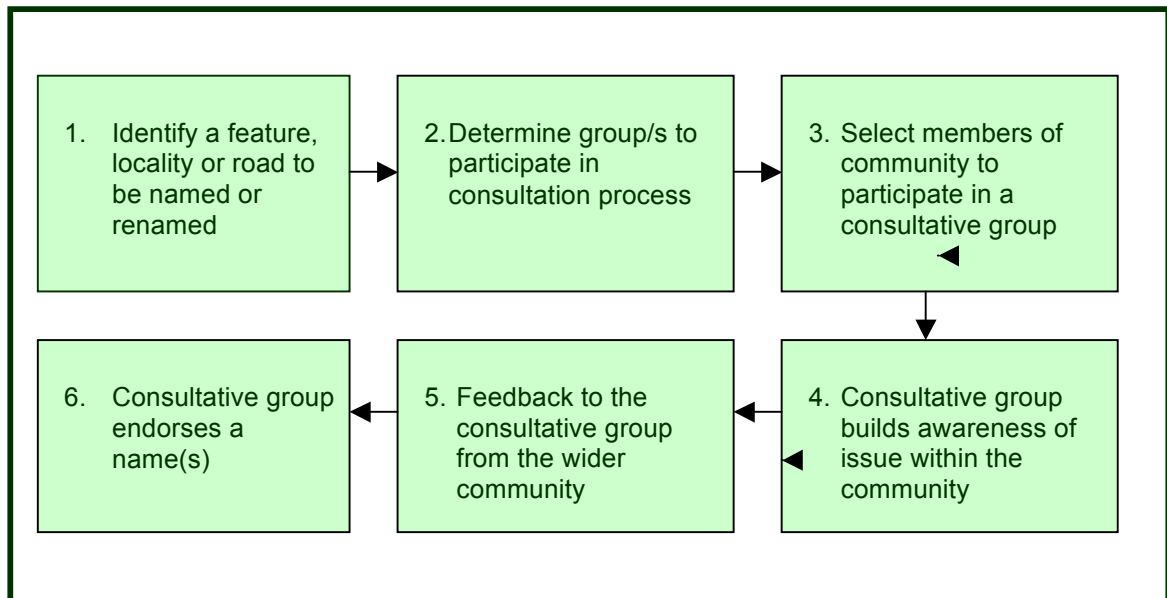 1. Identify a feature,
locality or road to
be named or
renamed
2.Determine group/s to
participate in
consultation process
3. Select members of
community to
participate in a
consultative group
4. Consultative group
builds awareness of
issue within the
community
5. Feedback to the
consultative group
from the wider
community
6. Consultative group
endorses a
name(s)